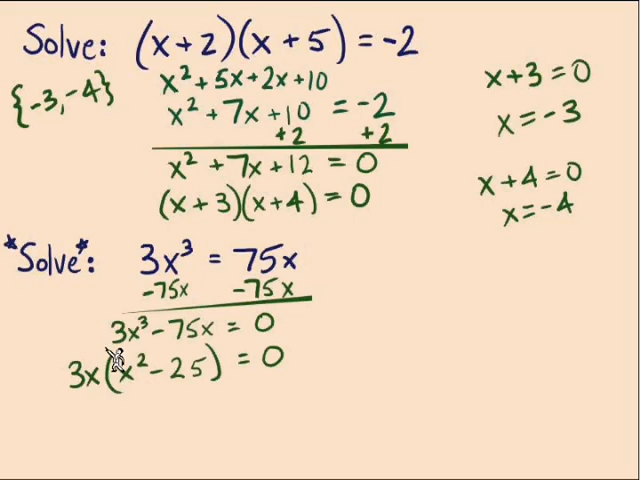 Solve: (x+2)(x+5)=-2
x²+5x+2x+10
{-3,-4}
x²+7x+10 = -2
+2 +2
x²+7x+12 = 0
(x+3)(x+4) = 0
x+3=0
x=-3
x+4=0
x=-4
*Solve*: 3x³ = 75x
-75x -75x
3x³-75x = 0
3x(x²-25) = 0